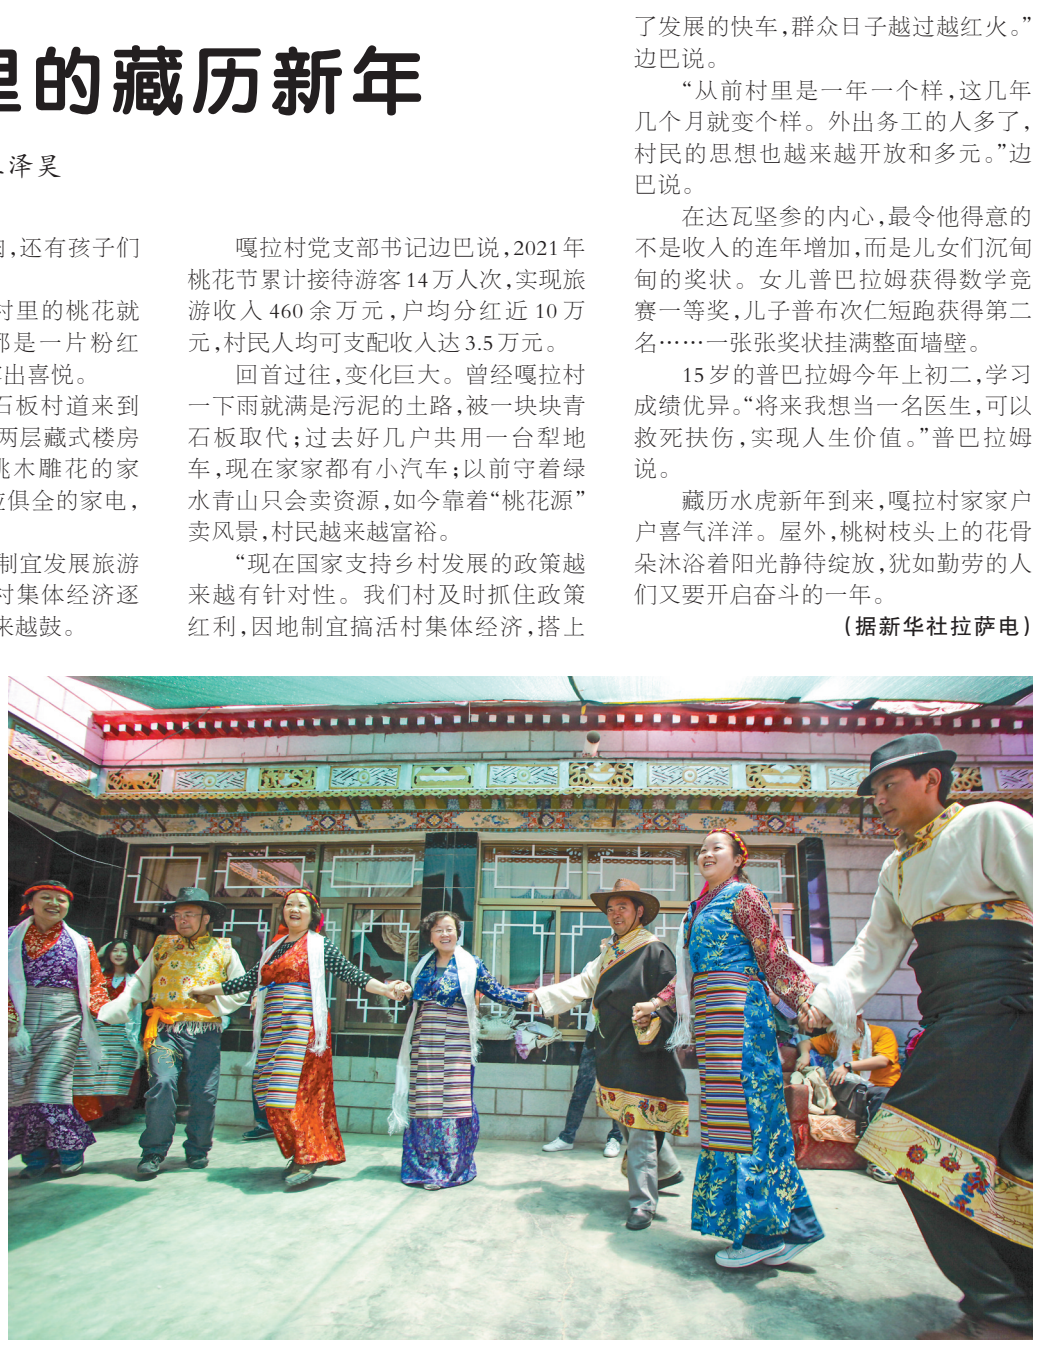 里的藏历新年
泽昊
,还有孩子们
村里的桃花就
都是一片粉红
出喜悦。
石板村道来到
两层藏式楼房
桃木雕花的家
俱全的家电,
制宜发展旅游
村集体经济逐
来越鼓。
嘎拉村党支部书记边巴说,2021年
桃花节累计接待游客14万人次,实现旅
游收入460余万元,户均分红近10万
元,村民人均可支配收入达3.5万元。
回首过往,变化巨大。曾经嘎拉村
一下雨就满是污泥的土路,被一块块青
石板取代;过去好几户共用一台犁地
车,现在家家都有小汽车;以前守着绿
水青山只会卖资源,如今靠着“桃花源”
卖风景,村民越来越富裕。
“现在国家支持乡村发展的政策越
来越有针对性。我们村及时抓住政策
红利,因地制宜搞活村集体经济,搭上
了发展的快车,群众日子越过越红火。”
边巴说。
“从前村里是一年一个样,这几年
几个月就变个样。外出务工的人多了,
村民的思想也越来越开放和多元。”边
巴说。
在达瓦坚参的内心,最令他得意的
不是收入的连年增加,而是儿女们沉甸
甸的奖状。女儿普巴拉姆获得数学竞
赛一等奖,儿子普布次仁短跑获得第二
名……一张张奖状挂满整面墙壁。
15岁的普巴拉姆今年上初二,学习
成绩优异。“将来我想当一名医生,可以
救死扶伤,实现人生价值。”普巴拉姆
说。
藏历水虎新年到来,嘎拉村家家户
户喜气洋洋。屋外,桃树枝头上的花骨
朵沐浴着阳光静待绽放,犹如勤劳的人
们又要开启奋斗的一年。
(据新华社拉萨电)